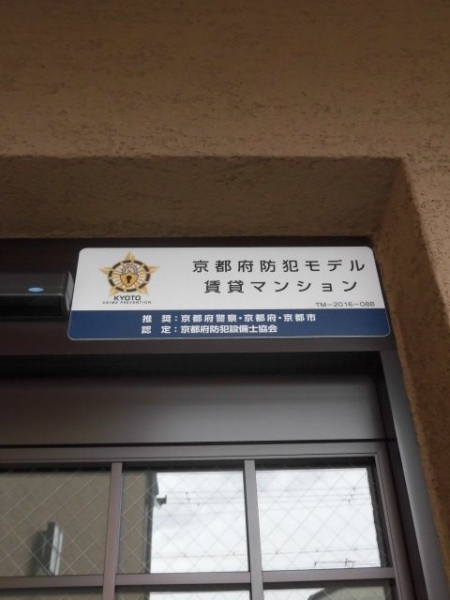 京都府防犯モデル
賃貸マンション
TM-2016-088
KYOTO
CRIME PREVENTION
推 奨：京都府警察・京都府・京都市
認 定：京都府防犯設備士協会